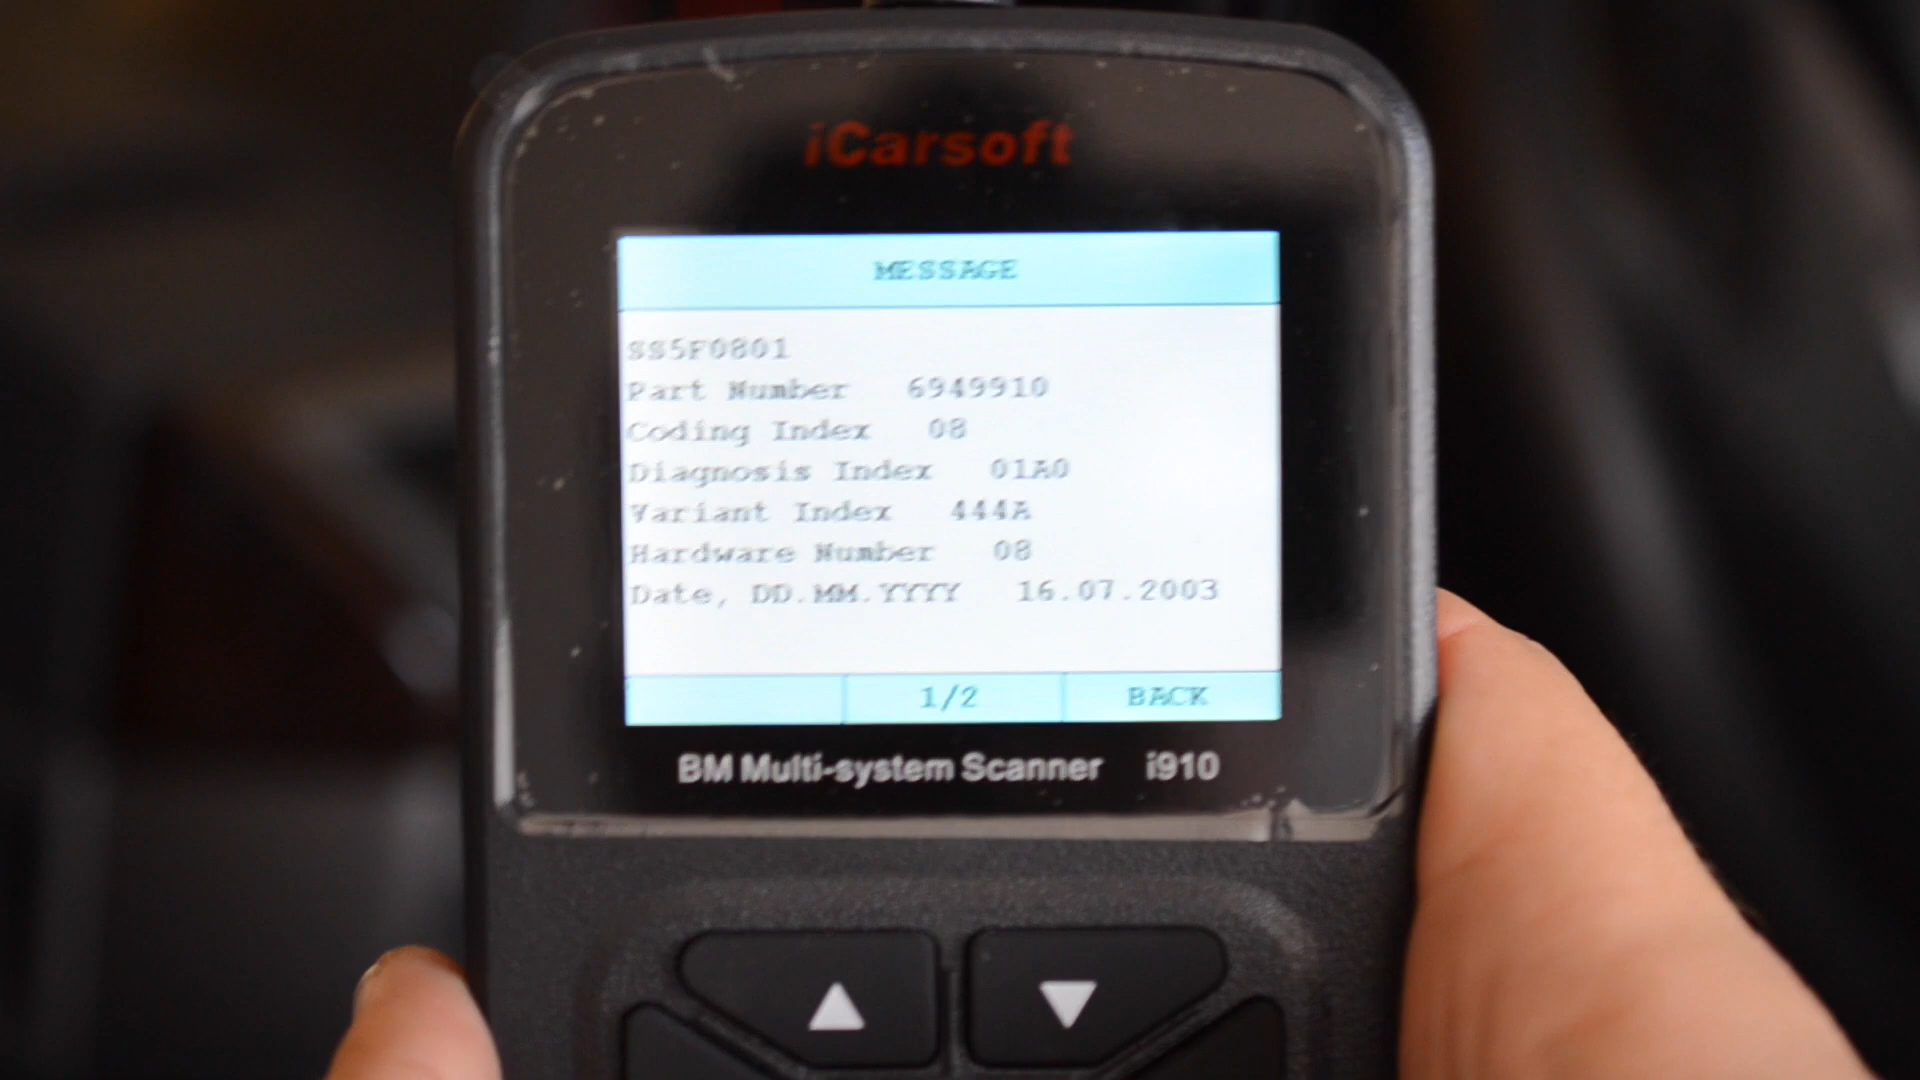 iCarsoft
MESSAGE
SS5F0801
Part Number 6949910
Coding Index 08
Diagnosis Index 01A0
Variant Index 444A
Hardware Number 08
Date, DD.MM.YYYY 16.07.2003
1/2 BACK
BM Multi-system Scanner i910